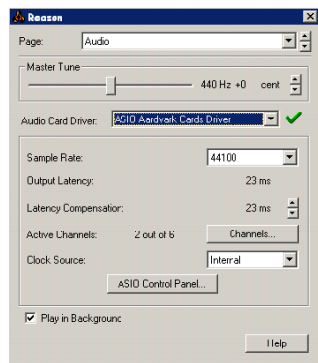 Reason
Page: Audio
Master Tune
440 Hz +0 cent
Audio Card Driver: ASIO Aardvark Cards Driver
Sample Rate: 44100
Output Latency: 23 ms
Latency Compensation: 23 ms
Active Channels: 2 out of 6 Channels...
Clock Source: Internal
ASIO Control Panel...
Play in Background
Help